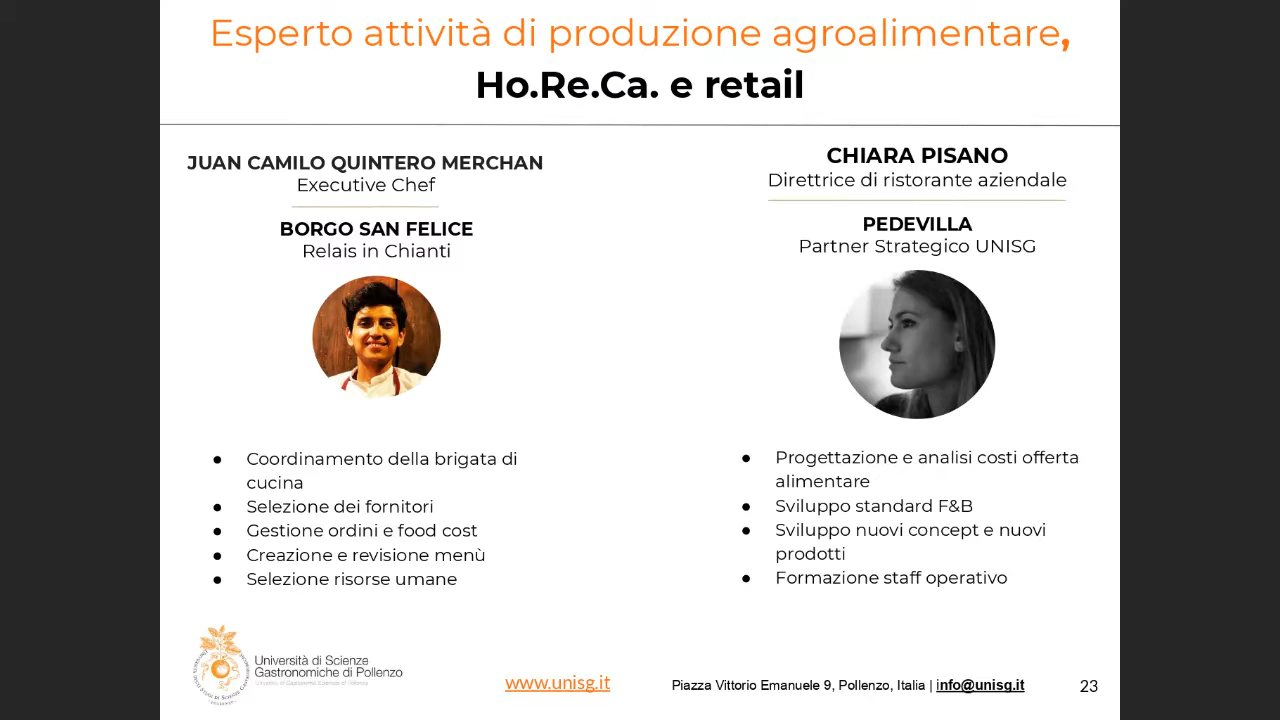 Esperto attività di produzione agroalimentare,
Ho.Re.Ca. e retail
JUAN CAMILO QUINTERO MERCHAN
Executive Chef
BORGO SAN FELICE
Relais in Chianti
● Coordinamento della brigata di
cucina
● Selezione dei fornitori
● Gestione ordini e food cost
● Creazione e revisione menù
● Selezione risorse umane
CHIARA PISANO
Direttrice di ristorante aziendale
PEDEVILLA
Partner Strategico UNISG
● Progettazione e analisi costi offerta
alimentare
● Sviluppo standard F&B
● Sviluppo nuovi concept e nuovi
prodotti
● Formazione staff operativo
Università di Scienze
Gastronomiche di Pollenzo
www.unisg.it
Piazza Vittorio Emanuele 9, Pollenzo, Italia | info@unisg.it
23